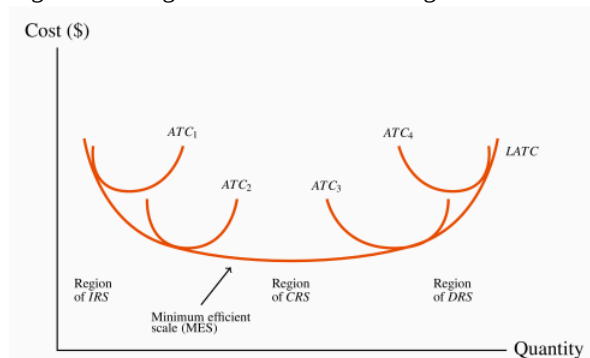 Cost ($)
ATC₁
ATC₄
LATC
ATC₂
ATC₃
Region
of IRS
Region
of CRS
Region
of DRS
Minimum efficient
scale (MES)
Quantity